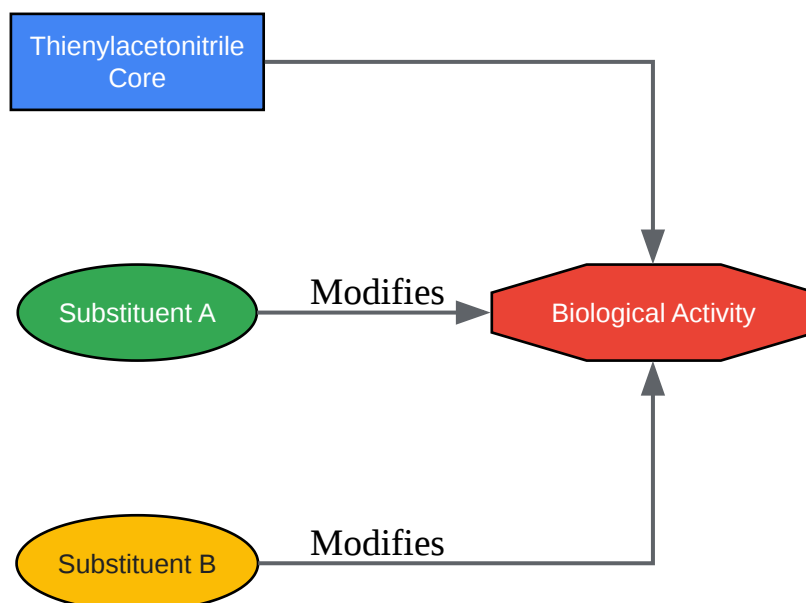 Thienylacetonitrile
Core
Substituent A
Modifies
Biological Activity
Substituent B
Modifies